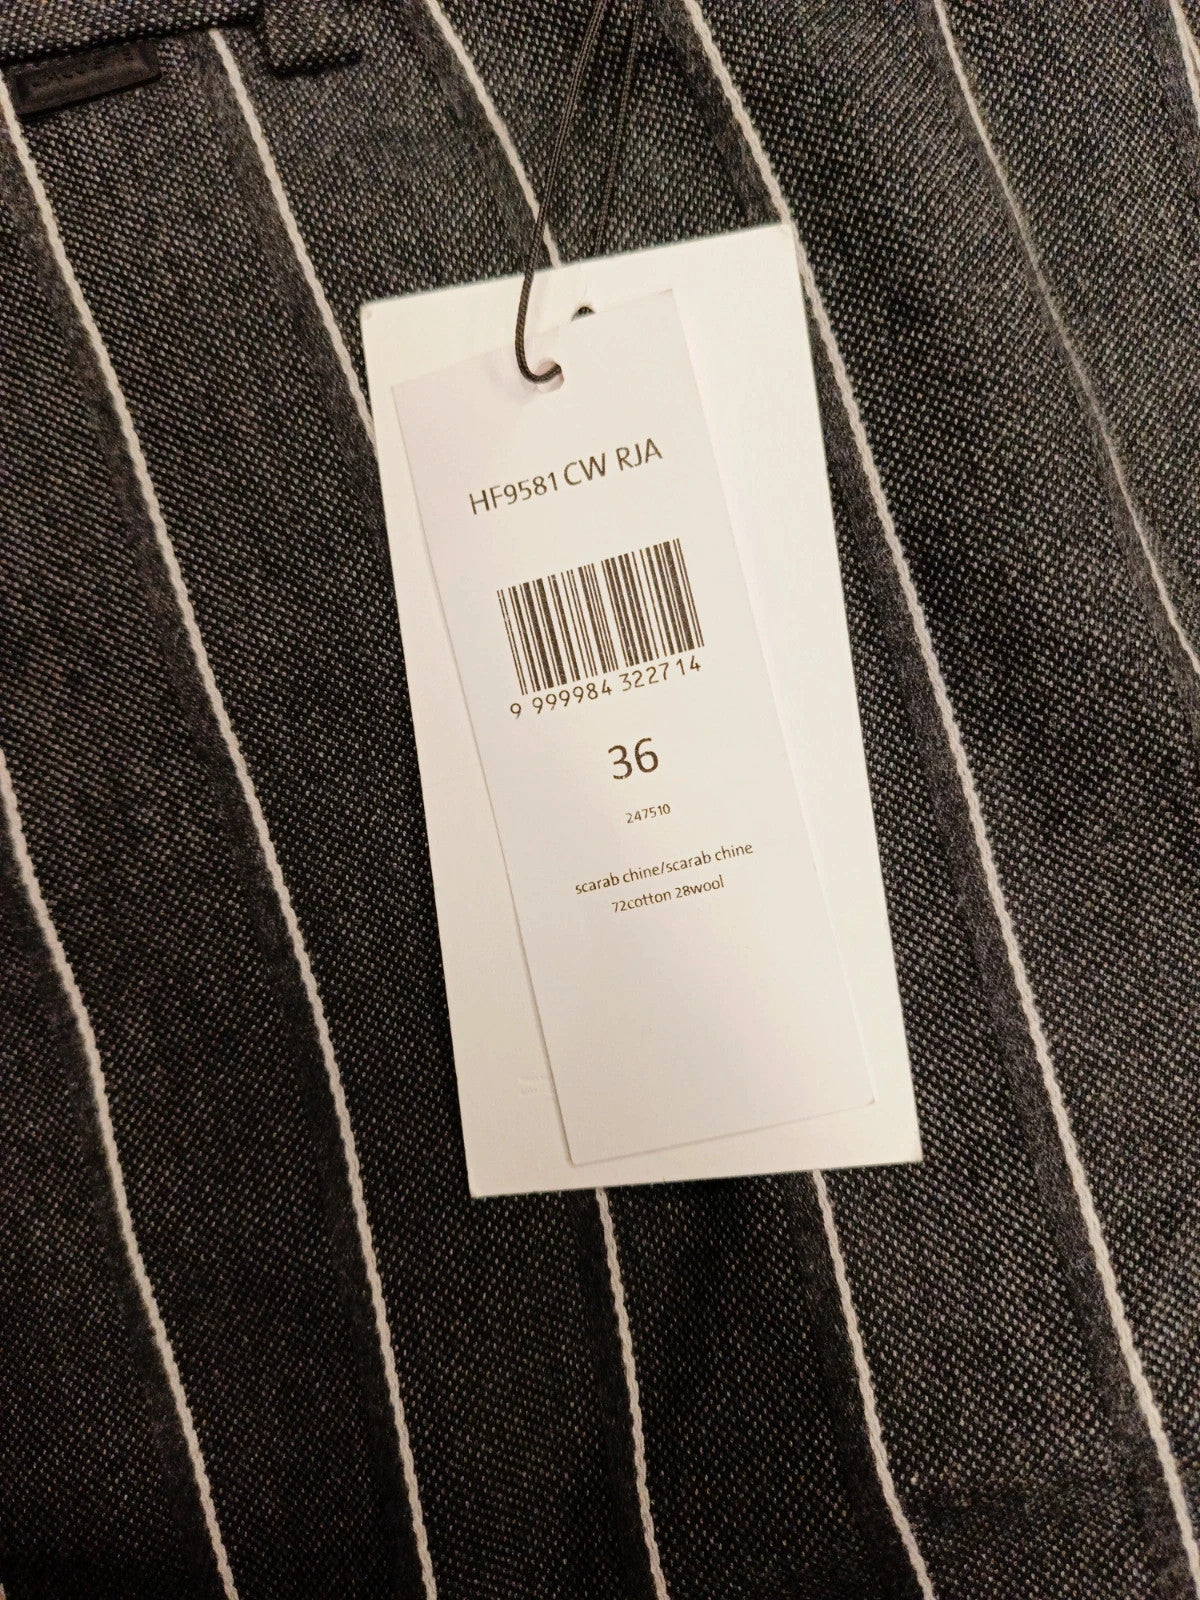 HF9581 CW RJA
9 999984 322714
36
247510
scarab chine/scarab chine
72cotton 28wool